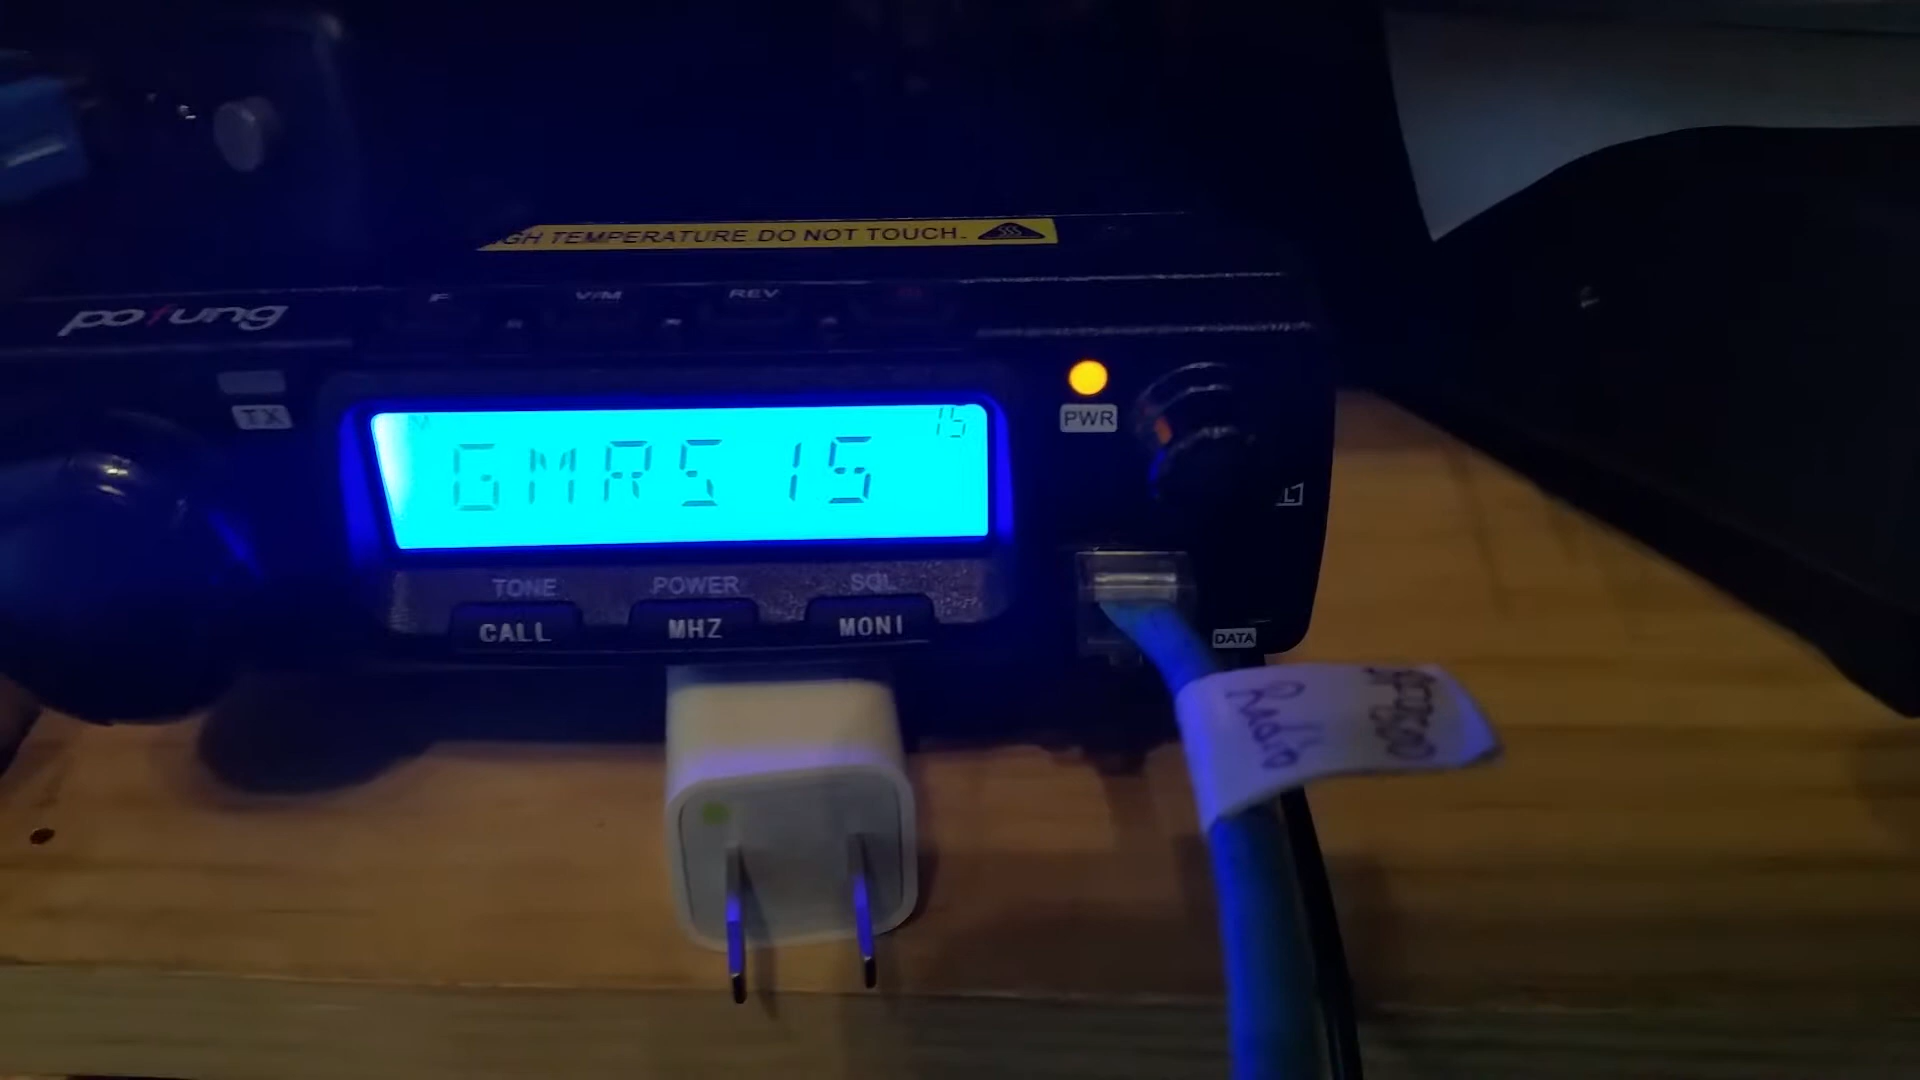 GH TEMPERATURE.DO NOT TOUCH.
pofung
F V/M REV
TX
PWR
M 15
GMRS 15
TONE POWER SQL
CALL MHZ MONI
DATA
Radio